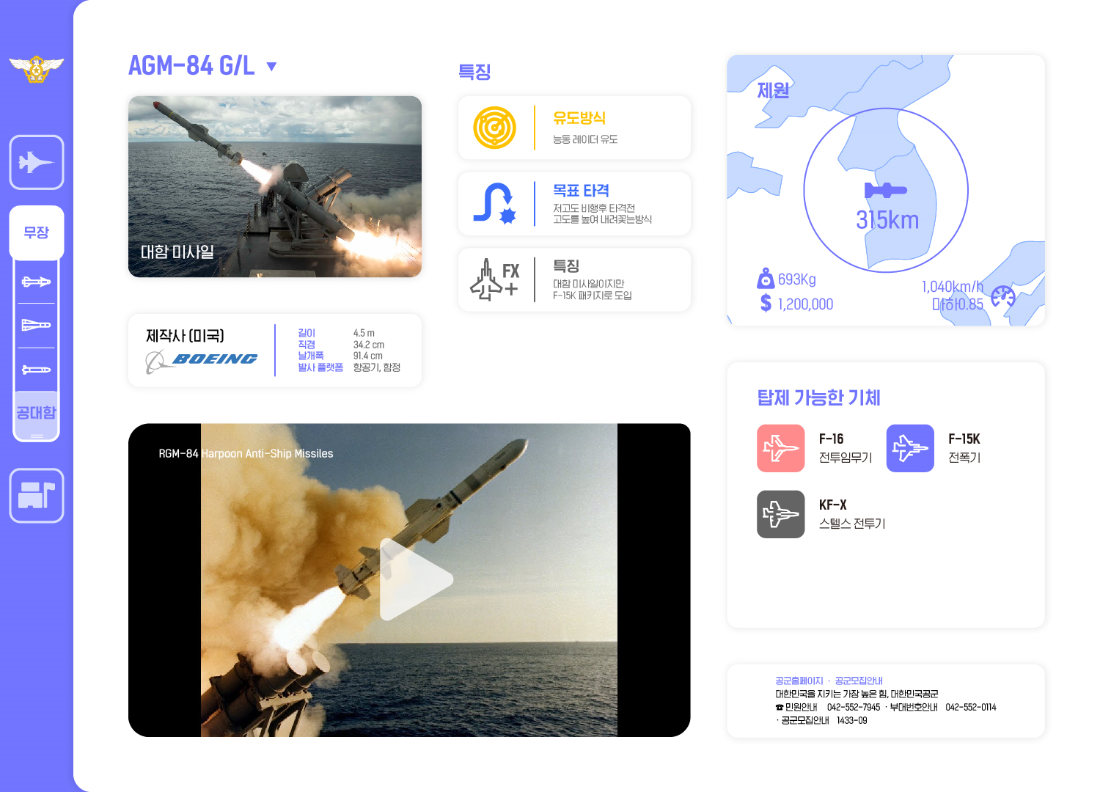 AGM-84 G/L ▼
대함 미사일
제작사 (미국)
BOEING
길이 4.5 m
직경 34.2 cm
날개폭 91.4 cm
발사 플랫폼 항공기, 함정
특징
유도방식
능동 레이더 유도
목표 타격
저고도 비행후 타격전
고도를 높여 내려꽂는방식
FX
+
특징
대함 미사일이지만
F-15K 패키지로 도입
제원
315km
693Kg
$ 1,200,000
1,040km/h
마하0.85
무장
공대함
RGM-84 Harpoon Anti-Ship Missiles
탑제 가능한 기체
F-16
전투임무기
F-15K
전폭기
KF-X
스텔스 전투기
공군홈페이지 · 공군모집안내
대한민국을 지키는 가장 높은 힘, 대한민국공군
☎ 민원안내 042-552-7945 · 부대번호안내 042-552-0114
· 공군모집안내 1433-09